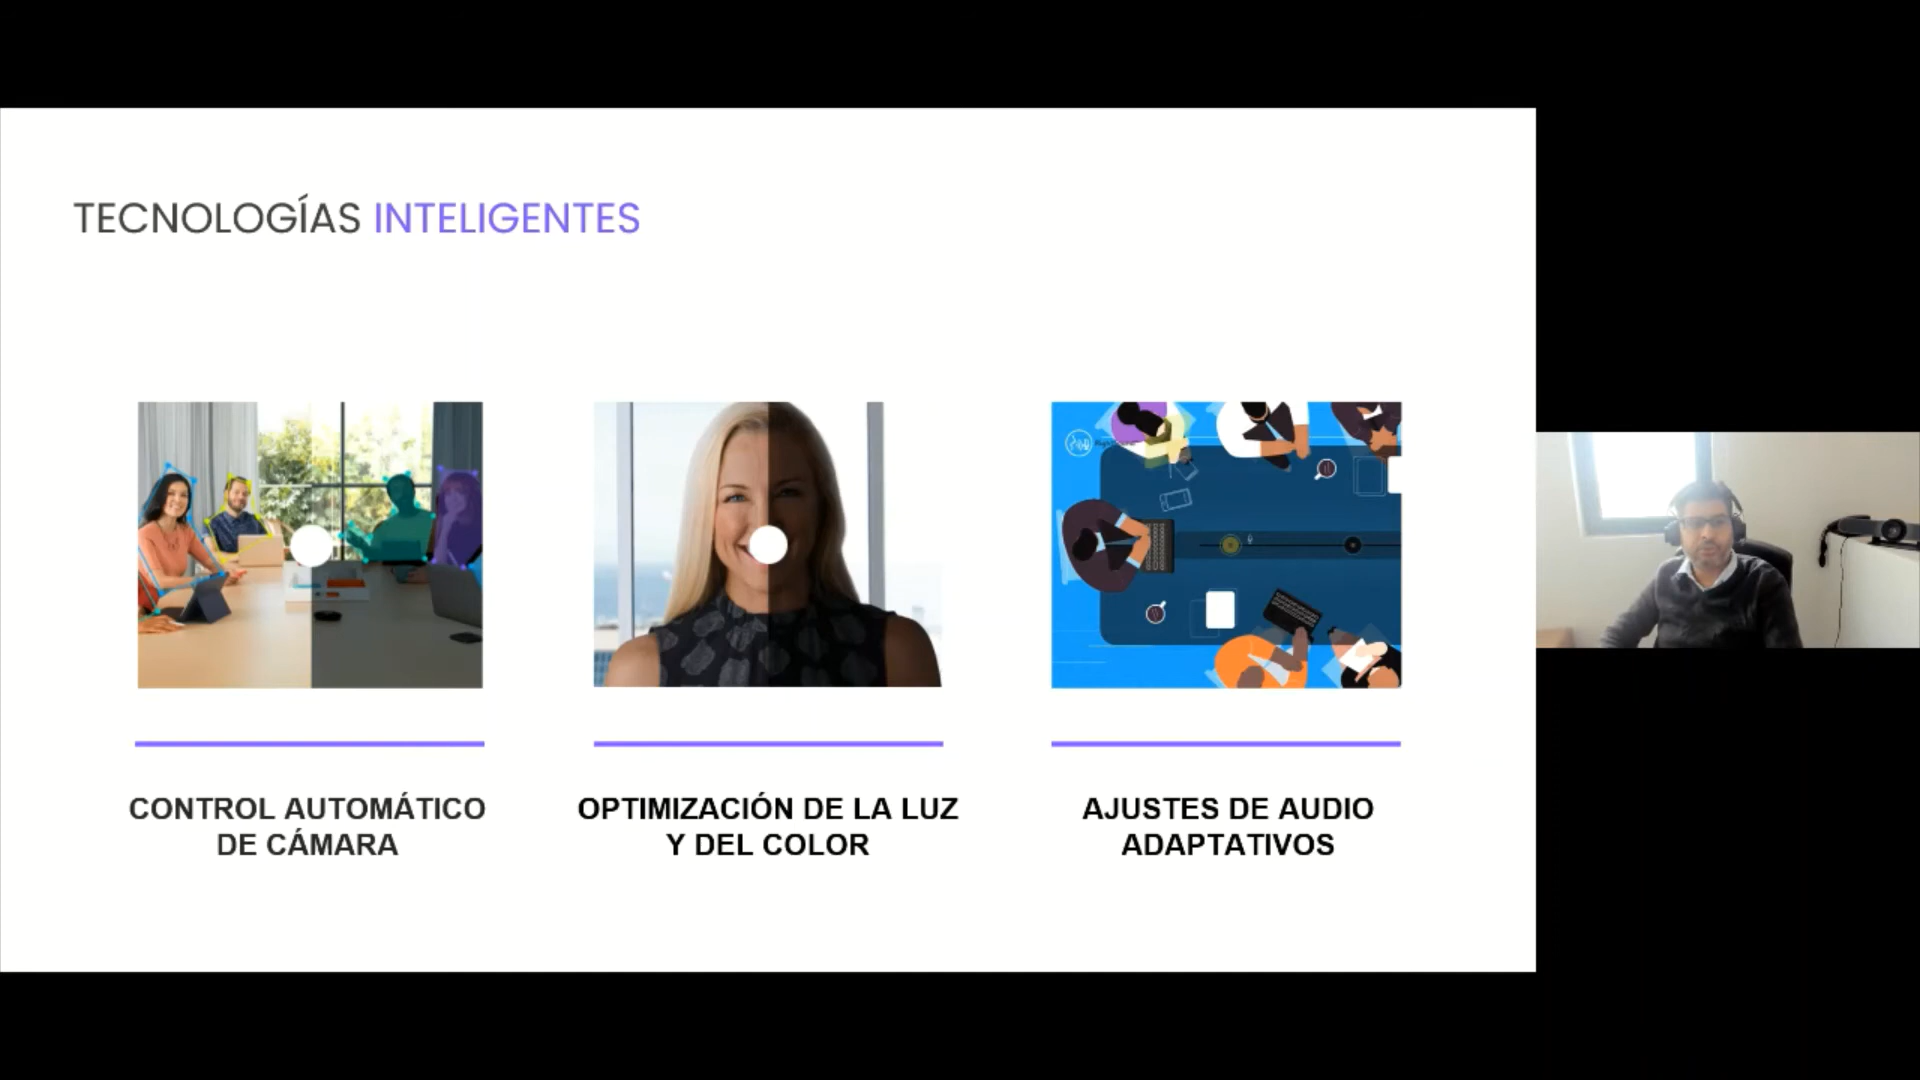 TECNOLOGÍAS INTELIGENTES
CONTROL AUTOMÁTICO
DE CÁMARA
OPTIMIZACIÓN DE LA LUZ
Y DEL COLOR
AJUSTES DE AUDIO
ADAPTATIVOS